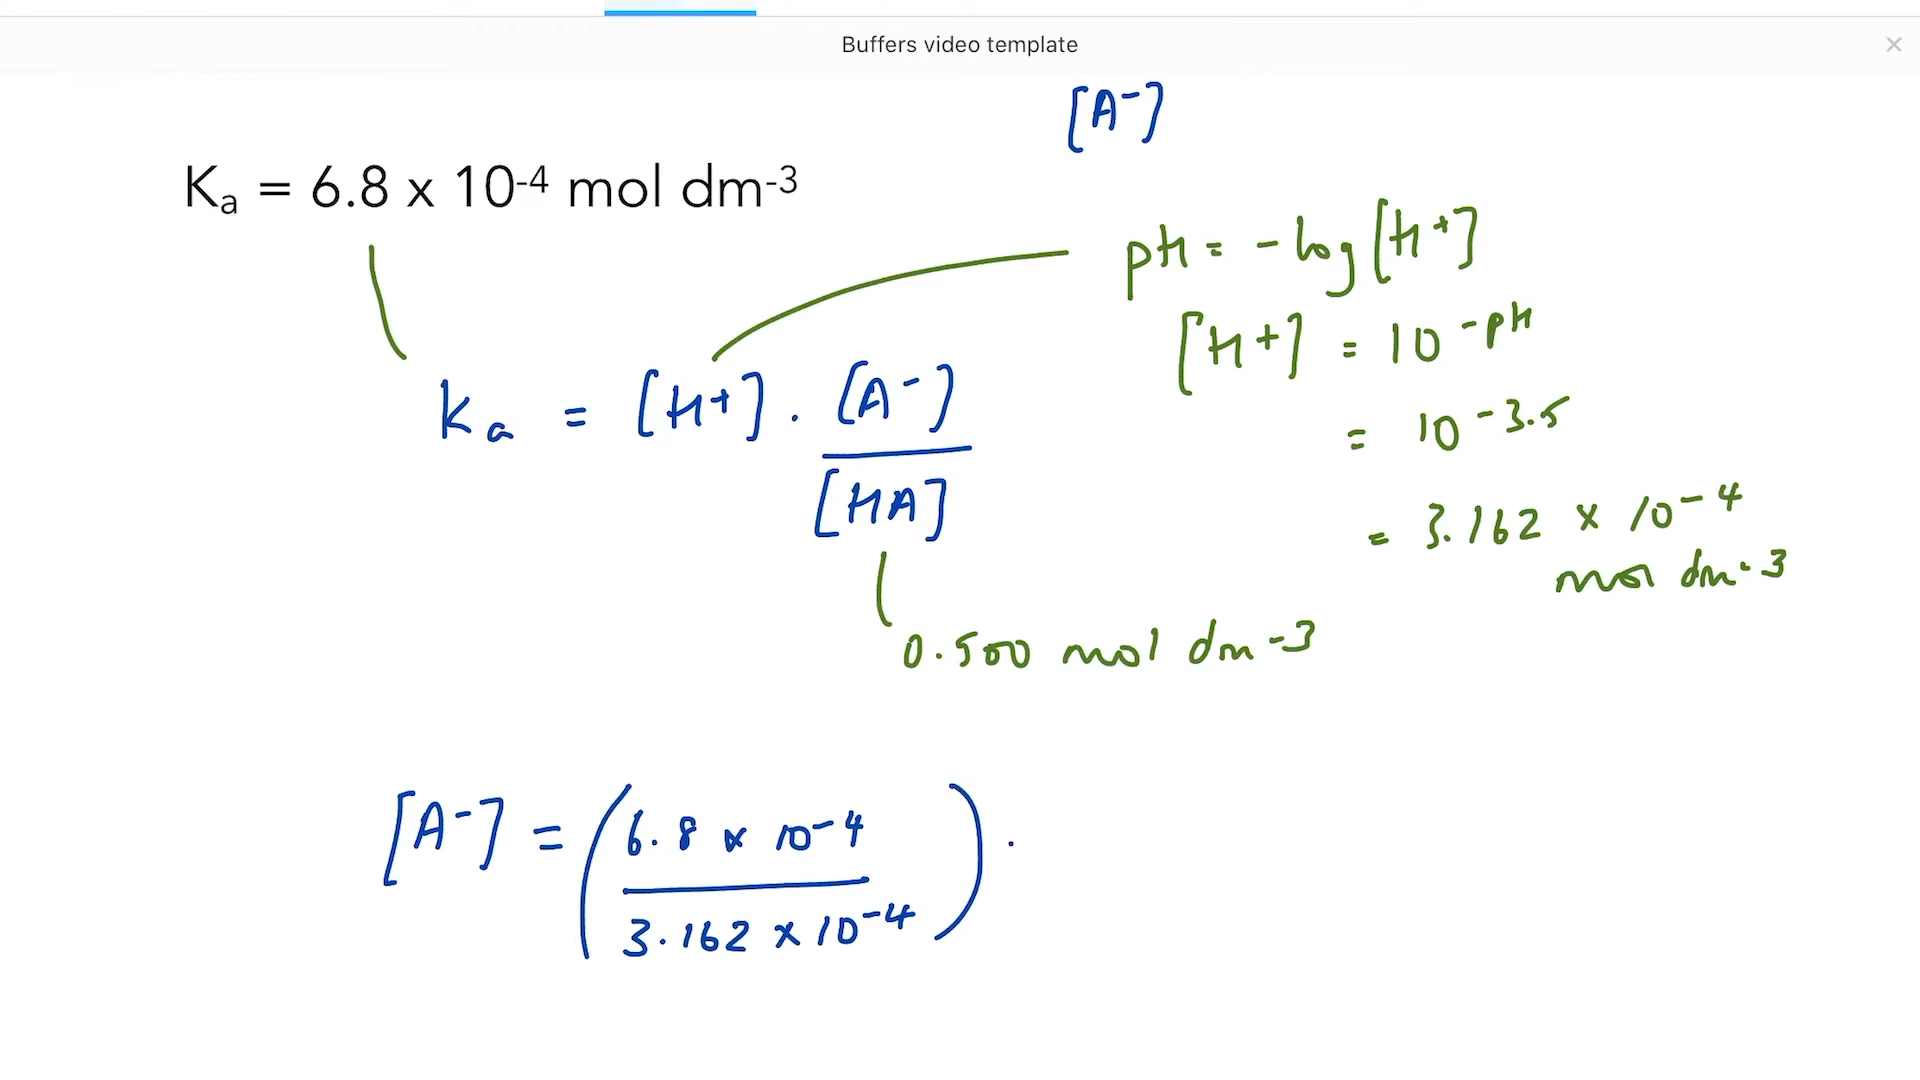 Buffers video template
[A⁻]
Kₐ = 6.8 x 10⁻⁴ mol dm⁻³
pH = -log[H⁺]
[H⁺] = 10⁻ᵖᴴ
Kₐ = [H⁺] . [A⁻] / [HA]
= 10⁻³·⁵
= 3.162 × 10⁻⁴
mol dm⁻³
0.500 mol dm⁻³
[A⁻] = (6.8 × 10⁻⁴ / 3.162 × 10⁻⁴) .